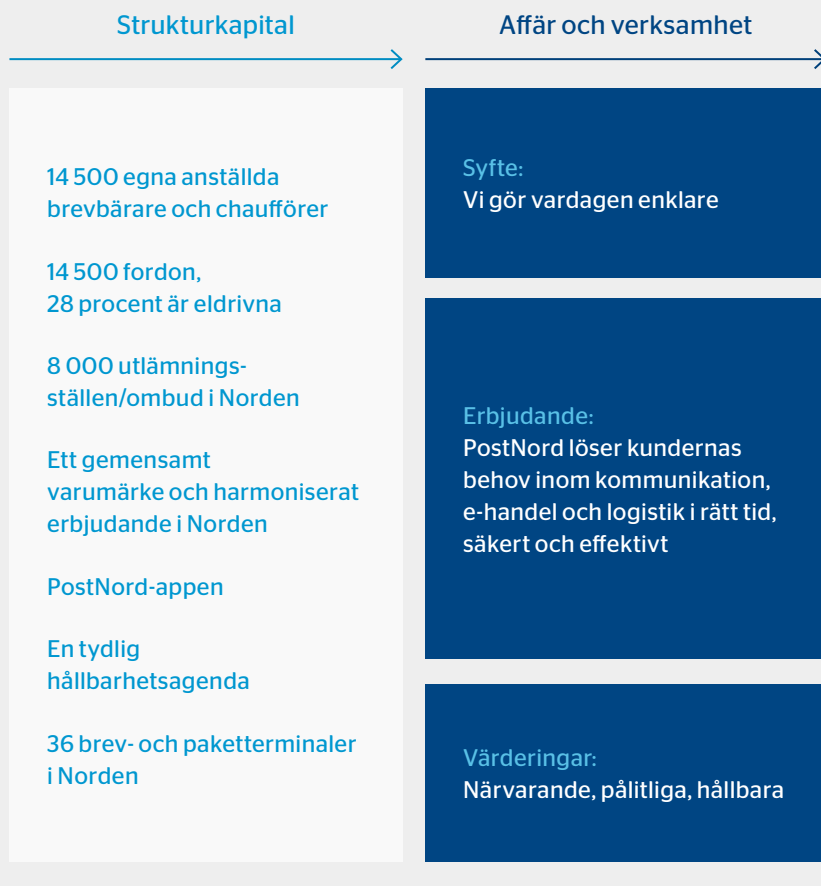 Strukturkapital
14 500 egna anställda
brevbärare och chaufförer
14 500 fordon,
28 procent är eldrivna
8 000 utlämnings-
ställen/ombud i Norden
Ett gemensamt
varumärke och harmoniserat
erbjudande i Norden
PostNord-appen
En tydlig
hållbarhetsagenda
36 brev- och paketterminaler
i Norden
Affär och verksamhet
Syfte:
Vi gör vardagen enklare
Erbjudande:
PostNord löser kundernas
behov inom kommunikation,
e-handel och logistik i rätt tid,
säkert och effektivt
Värderingar:
Närvarande, pålitliga, hållbara